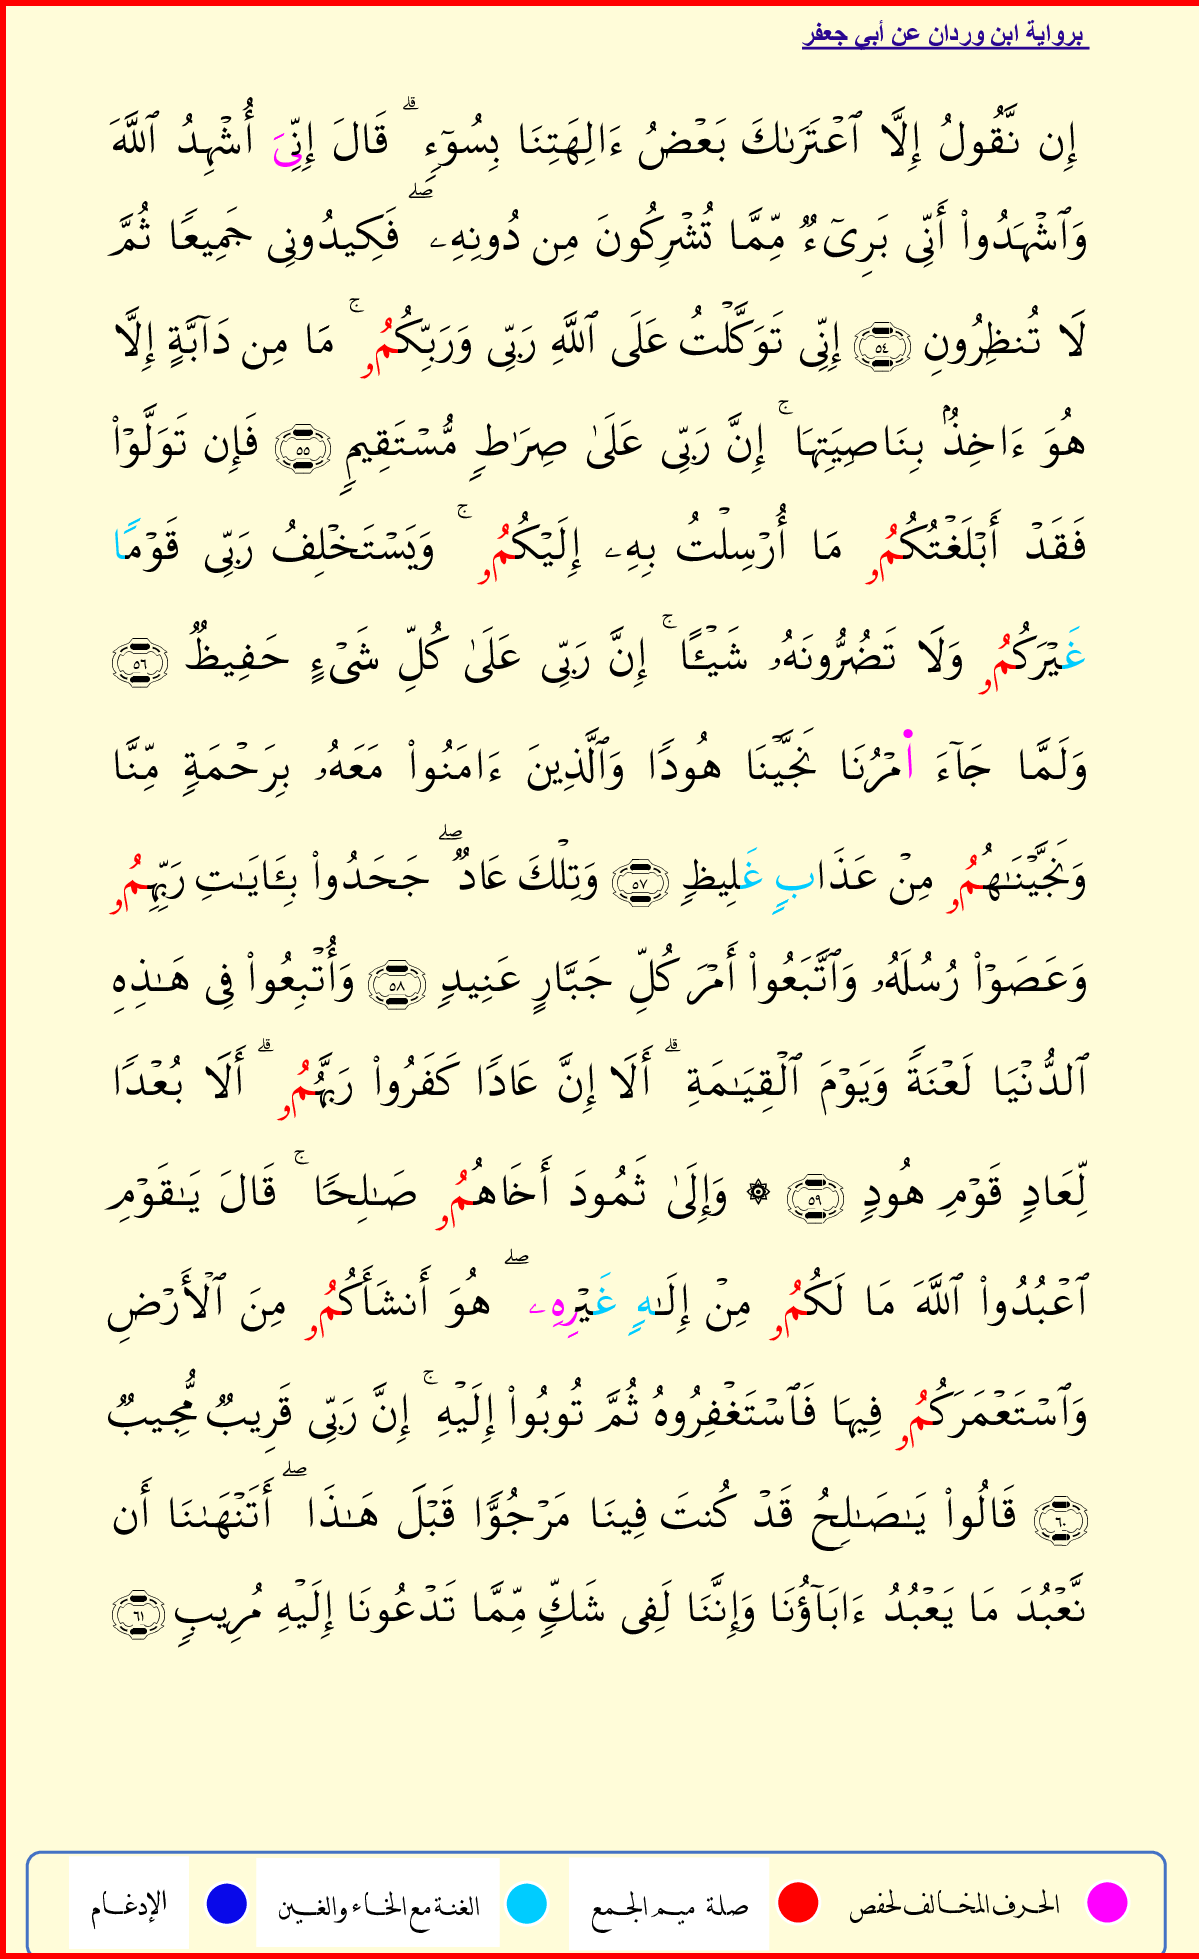 برواية ابن وردان عن أبي جعفر
إِن نَّقُولُ إِلَّا ٱعْتَرَىٰكَ بَعْضُ ءَالِهَتِنَا بِسُوٓءٍ ۗ قَالَ إِنِّىَ أُشْهِدُ ٱللَّهَ
وَٱشْهَدُوا۟ أَنِّى بَرِىٓءٌ مِّمَّا تُشْرِكُونَ مِن دُونِهِۦ ۖ فَكِيدُونِى جَمِيعًا ثُمَّ
لَا تُنظِرُونِ ٥٤ إِنِّى تَوَكَّلْتُ عَلَى ٱللَّهِ رَبِّى وَرَبِّكُمُۥ ۚ مَا مِن دَآبَّةٍ إِلَّا
هُوَ ءَاخِذٌۢ بِنَاصِيَتِهَا ۚ إِنَّ رَبِّى عَلَىٰ صِرَٰطٍ مُّسْتَقِيمٍ ٥٥ فَإِن تَوَلَّوْا۟
فَقَدْ أَبْلَغْتُكُمُۥ مَا أُرْسِلْتُ بِهِۦ إِلَيْكُمُۥ ۚ وَيَسْتَخْلِفُ رَبِّى قَوْمًا
غَيْرَكُمُۥ وَلَا تَضُرُّونَهُۥ شَيْـًٔا ۚ إِنَّ رَبِّى عَلَىٰ كُلِّ شَىْءٍ حَفِيظٌ ٥٦
وَلَمَّا جَآءَ ا۬مْرُنَا نَجَّيْنَا هُودًا وَٱلَّذِينَ ءَامَنُوا۟ مَعَهُۥ بِرَحْمَةٍ مِّنَّا
وَنَجَّيْنَـٰهُمُۥ مِنْ عَذَابٍ غَلِيظٍ ٥٧ وَتِلْكَ عَادٌ ۖ جَحَدُوا۟ بِـَٔايَـٰتِ رَبِّهِمُۥ
وَعَصَوْا۟ رُسُلَهُۥ وَٱتَّبَعُوا۟ أَمْرَ كُلِّ جَبَّارٍ عَنِيدٍ ٥٨ وَأُتْبِعُوا۟ فِى هَـٰذِهِ
ٱلدُّنْيَا لَعْنَةً وَيَوْمَ ٱلْقِيَـٰمَةِ ۗ أَلَا إِنَّ عَادًا كَفَرُوا۟ رَبَّهُمُۥ ۗ أَلَا بُعْدًا
لِّعَادٍ قَوْمِ هُودٍ ٥٩ ۞ وَإِلَىٰ ثَمُودَ أَخَاهُمُۥ صَـٰلِحًا ۚ قَالَ يَـٰقَوْمِ
ٱعْبُدُوا۟ ٱللَّهَ مَا لَكُمُۥ مِنْ إِلَـٰهٍ غَيْرِهِۦ ۖ هُوَ أَنشَأَكُمُۥ مِنَ ٱلْأَرْضِ
وَٱسْتَعْمَرَكُمُۥ فِيهَا فَٱسْتَغْفِرُوهُ ثُمَّ تُوبُوا۟ إِلَيْهِ ۚ إِنَّ رَبِّى قَرِيبٌ مُّجِيبٌ
٦٠ قَالُوا۟ يَـٰصَـٰلِحُ قَدْ كُنتَ فِينَا مَرْجُوًّا قَبْلَ هَـٰذَا ۖ أَتَنْهَىٰنَا أَن
نَّعْبُدَ مَا يَعْبُدُ ءَابَآؤُنَا وَإِنَّنَا لَفِى شَكٍّ مِّمَّا تَدْعُونَا إِلَيْهِ مُرِيبٍ ٦١
الحرف المخالف لحفص صلة ميم الجمع الغنة مع الخاء والغين الإدغام